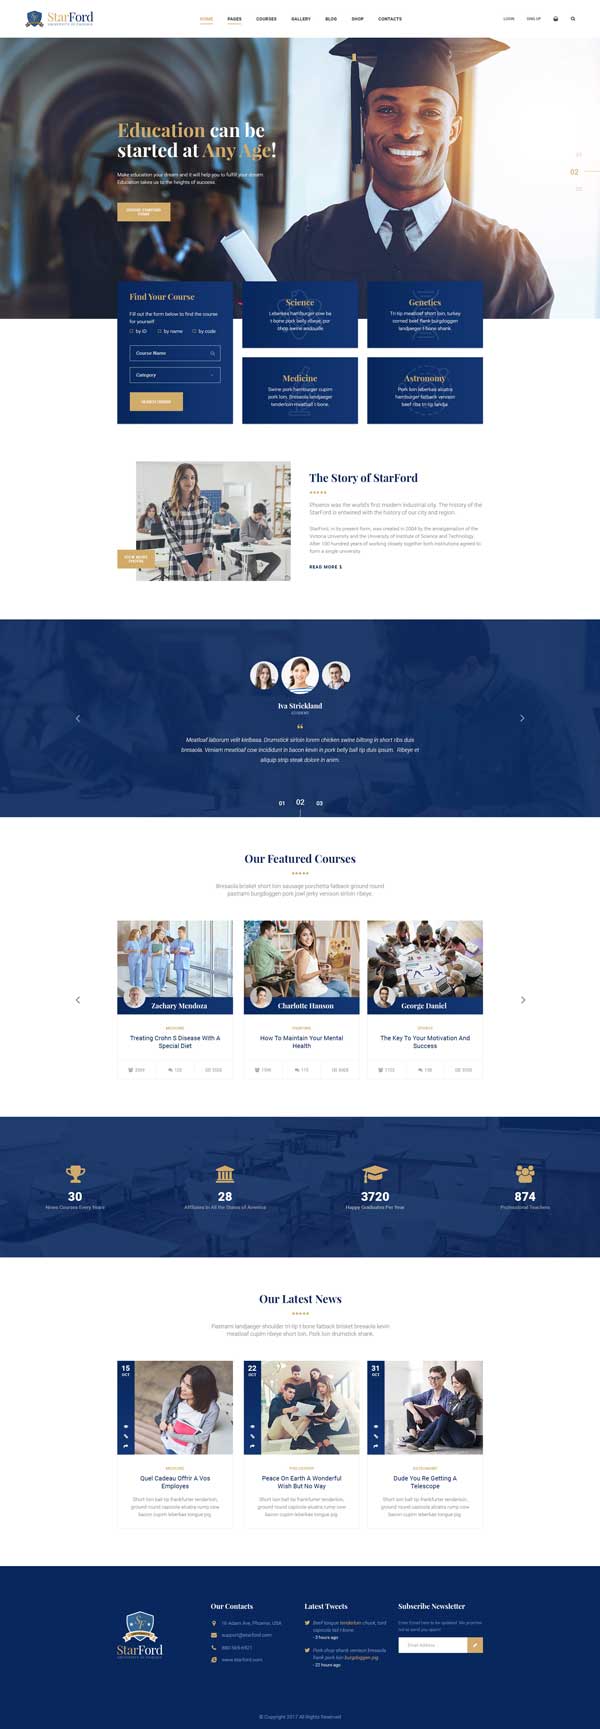 StarFord
UNIVERSITY OF PHOENIX
HOME PAGES COURSES GALLERY BLOG SHOP CONTACTS
LOGIN SIGN UP
Education can be
started at Any Age!
Make education your dream and it will help you to fulfill your dream.
Education takes us to the heights of success.
01
02
03
Find Your Course
Fill out the form below to find the course
for yourself
by ID by name by code
Course Name
Category
Science
Leberkas hamburger cow ba
t-bone pork belly ribeye, por
chop swine andouille
Genetics
Tri-tip meatloaf short loin, turkey
corned beef flank burgdoggen
landjaeger t-bone shank.
Medicine
Swine pork hamburger cupim
pork loin. Bresaola landjaeger
tenderloin meatball t-bone.
Astronomy
Pork loin leberkas alcatra
hamburger fatback venison
beef ribs tri-tip landja
VIEW MORE
PHOTOS
The Story of StarFord
Phoenix was the world's first modern industrial city. The history of the
StarFord is entwined with the history of our city and region.
StarFord, in by present form, was created in 2004 by the amalgamation of the
Victoria University and the University of Institute of Science and Technology.
After 100 hundred years of working closely together both institutions agreed to
form a single university
READ MORE $
Iva Strickland
STUDENT
“
Meatloaf laborum velit kielbasa. Drumstick sirloin lorem chicken swine biltong in short ribs duis
bresaola. Veniam meatloaf cow incididunt in bacon kevin in pork belly ball tip duis ipsum. Ribeye et
aliquip strip steak dolore in anim.
01 02 03
Our Featured Courses
Bresaola brisket short loin sausage porchetta fatback ground round
pastrami burgdoggen pork jowl jerky venison sirloin ribeye.
Zachary Mendoza
MEDICINE
Treating Crohn S Disease With A
Special Diet
Charlotte Hanson
How To Maintain Your Mental
Health
George Daniel
The Key To Your Motivation And
Success
30
News Courses Every Years
28
Affiliates In All the States of America
3720
Happy Graduates Per Year
874
Professional Teachers
Our Latest News
Pastrami landjaeger shoulder tri-tip t-bone fatback brisket bresaola kevin
meatloaf cupim ribeye short loin. Pork loin drumstick shank.
15
OCT
MEDICINE
Quel Cadeau Offrir A Vos
Employes
Short loin ball tip frankfurter tenderloin,
ground round capicola alcatra rump cow
bacon cupim leberkas tongue pig
22
OCT
PHILOSOPHY
Peace On Earth A Wonderful
Wish But No Way
Short loin ball tip frankfurter tenderloin,
ground round capicola alcatra rump cow
bacon cupim leberkas tongue pig
31
OCT
ASTRONOMY
Dude You Re Getting A
Telescope
Short loin ball tip frankfurter tenderloin,
ground round capicola alcatra rump cow
bacon cupim leberkas tongue pig
StarFord
UNIVERSITY OF PHOENIX
Our Contacts
16 Adam Ave, Phoenix, USA
support@starford.com
880-569-6921
www.starford.com
Latest Tweets
Beef tongue tenderloin chuck, turd
capicola tail t-bone.
- 3 hours ago
Pork chop shank venison bresaola
frank pork loin burgdoggen pig
- 22 hours ago
Subscribe Newsletter
Enter Email here to be updated. We promise
not to send you spam!
Email Address
© Copyright 2017 All Rights Reserved